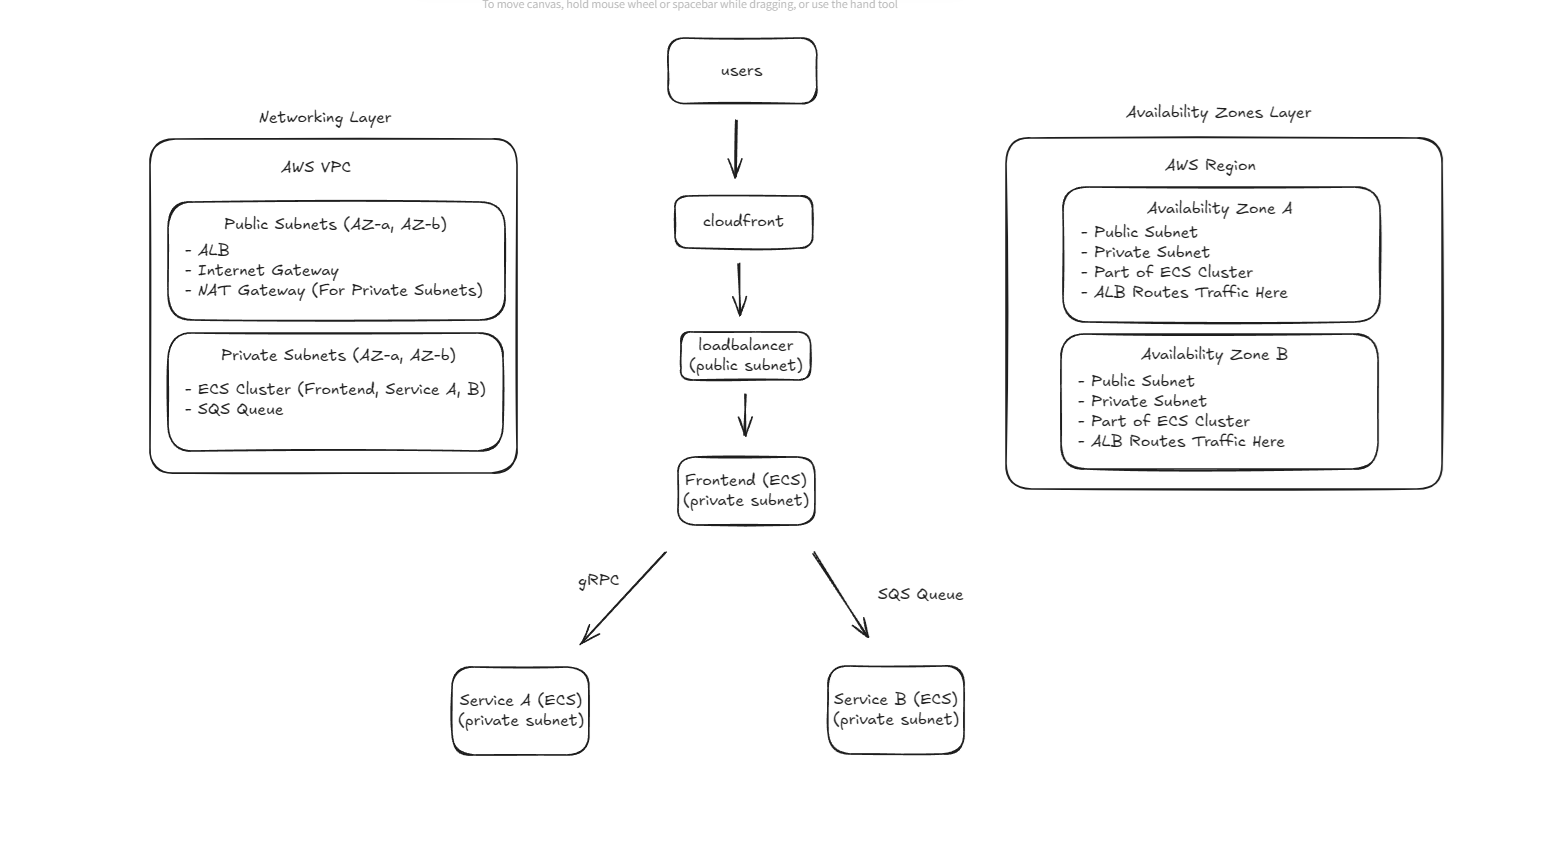 To move canvas, hold mouse wheel or spacebar while dragging, or use the hand tool
users
Networking Layer
AWS VPC
Public Subnets (AZ-a, AZ-b)
- ALB
- Internet Gateway
- NAT Gateway (For Private Subnets)
Private Subnets (AZ-a, AZ-b)
- ECS Cluster (Frontend, Service A, B)
- SQS Queue
cloudfront
loadbalancer
(public subnet)
Frontend (ECS)
(private subnet)
gRPC
SQS Queue
Service A (ECS)
(private subnet)
Service B (ECS)
(private subnet)
Availability Zones Layer
AWS Region
Availability Zone A
- Public Subnet
- Private Subnet
- Part of ECS Cluster
- ALB Routes Traffic Here
Availability Zone B
- Public Subnet
- Private Subnet
- Part of ECS Cluster
- ALB Routes Traffic Here